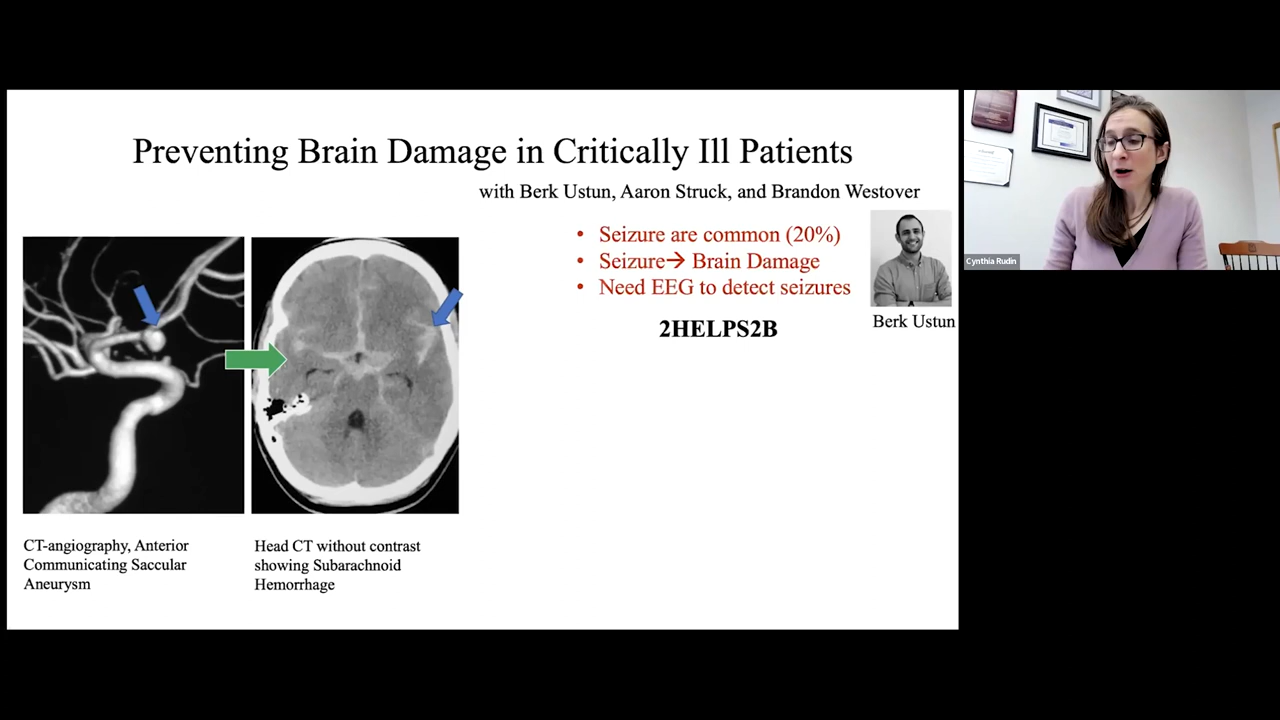 Preventing Brain Damage in Critically Ill Patients
with Berk Ustun, Aaron Struck, and Brandon Westover
• Seizure are common (20%)
• Seizure→ Brain Damage
• Need EEG to detect seizures
2HELPS2B
Berk Ustun
CT-angiography, Anterior
Communicating Saccular
Aneurysm
Head CT without contrast
showing Subarachnoid
Hemorrhage
Cynthia Rudin